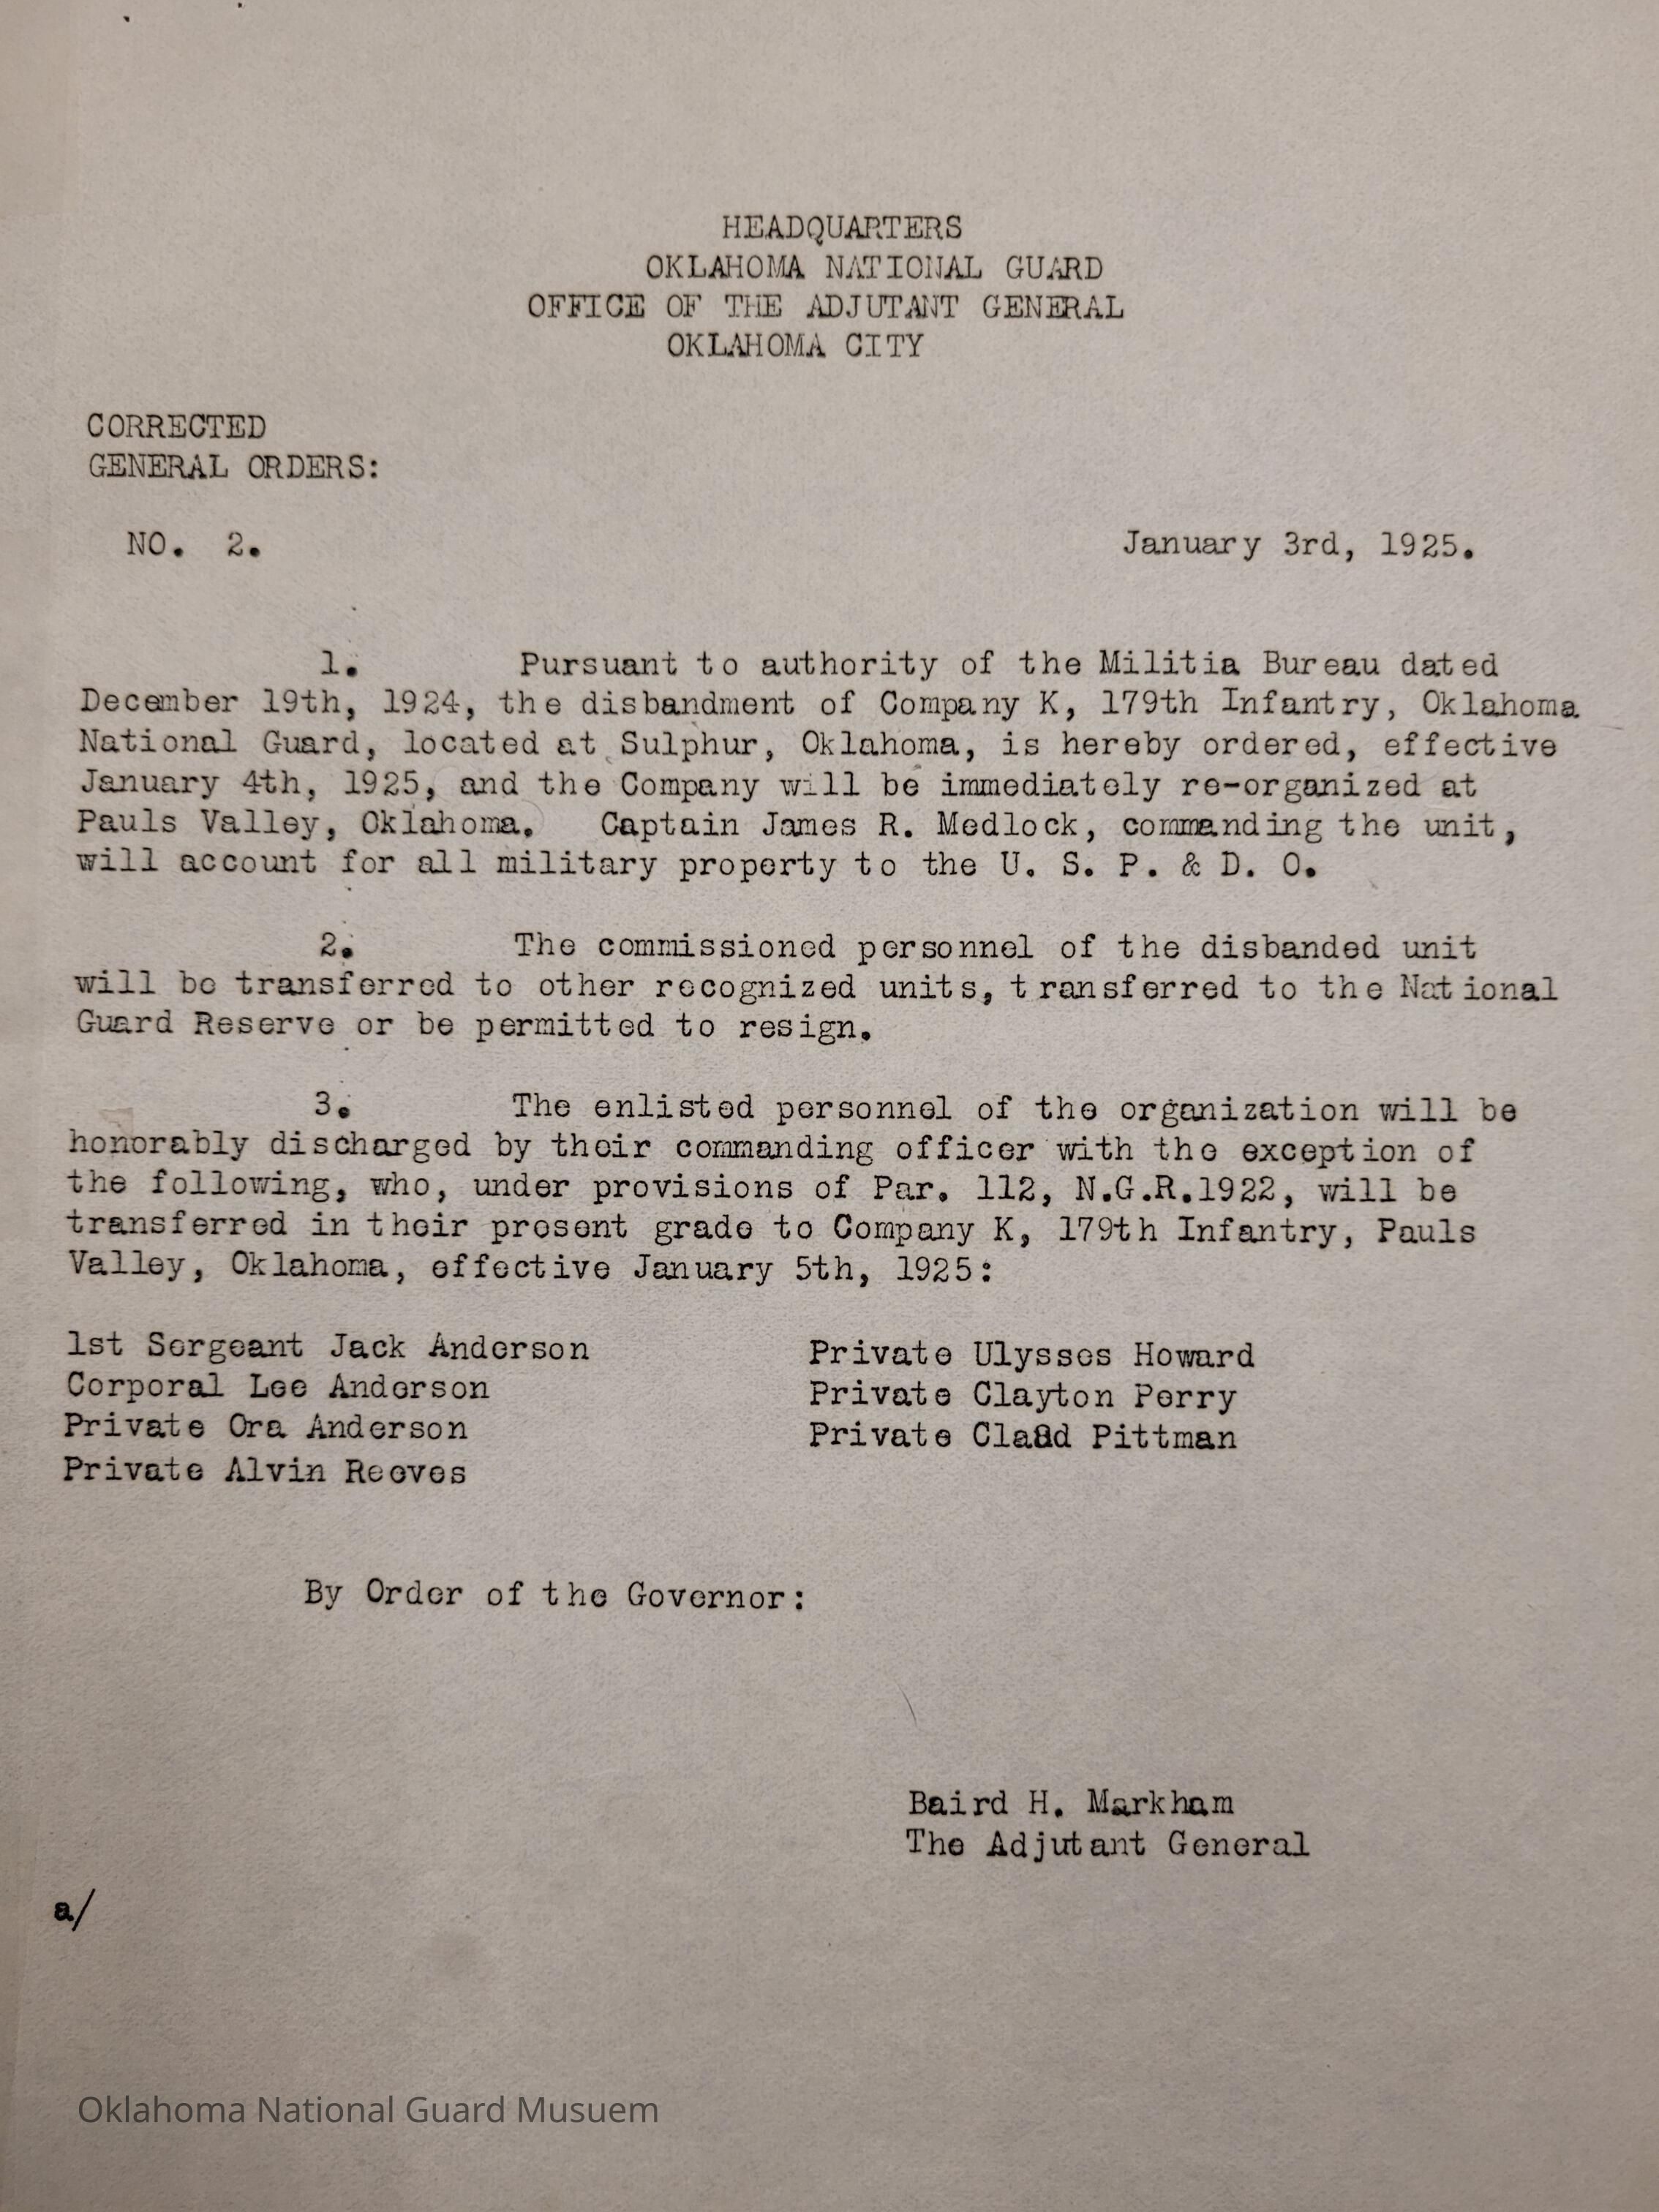 HEADQUARTERS
OKLAHOMA NATIONAL GUARD
OFFICE OF THE ADJUTANT GENERAL
OKLAHOMA CITY
CORRECTED
GENERAL ORDERS:
NO. 2.
January 3rd, 1925.
1. Pursuant to authority of the Militia Bureau dated
December 19th, 1924, the disbandment of Company K, 179th Infantry, Oklahoma
National Guard, located at Sulphur, Oklahoma, is hereby ordered, effective
January 4th, 1925, and the Company will be immediately re-organized at
Pauls Valley, Oklahoma. Captain James R. Medlock, commanding the unit,
will account for all military property to the U. S. P. & D. O.
2. The commissioned personnel of the disbanded unit
will be transferred to other recognized units, transferred to the National
Guard Reserve or be permitted to resign.
3. The enlisted personnel of the organization will be
honorably discharged by their commanding officer with the exception of
the following, who, under provisions of Par. 112, N.G.R.1922, will be
transferred in their present grade to Company K, 179th Infantry, Pauls
Valley, Oklahoma, effective January 5th, 1925:
1st Sergeant Jack Anderson
Corporal Lee Anderson
Private Ora Anderson
Private Alvin Reeves
Private Ulysses Howard
Private Clayton Perry
Private Pittman
By Order of the Governor:
Baird H. Markham
The Adjutant General
a/
Oklahoma National Guard Musuem